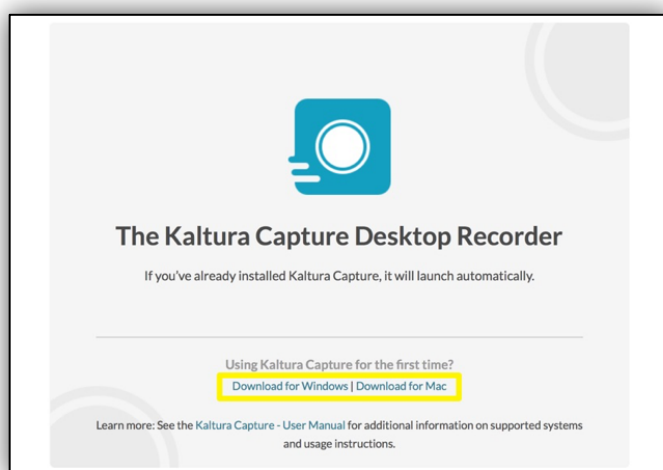 The Kaltura Capture Desktop Recorder
If you've already installed Kaltura Capture, it will launch automatically.
Using Kaltura Capture for the first time?
Download for Windows | Download for Mac
Learn more: See the Kaltura Capture - User Manual for additional information on supported systems
and usage instructions.